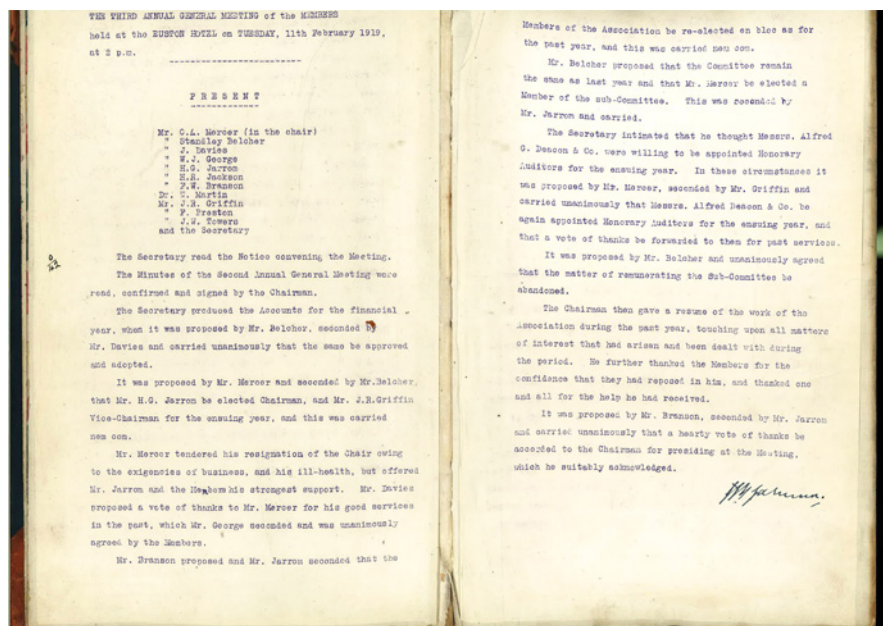 THE THIRD ANNUAL GENERAL MEETING of the MEMBERS
held at the EUSTON HOTEL on TUESDAY, 11th February 1919,
at 2 p.m.
PRESENT
Mr. C.A. Mercer (in the chair)
" Standley Belcher
" J. Davies
" W.J. George
" H.G. Jarrom
" H.R. Jackson
" F.W. Branson
Dr. T. Martin
Mr. J.R. Griffin
" F. Preston
" J.W. Towers
and the Secretary
The Secretary read the Notice convening the Meeting.
The Minutes of the Second Annual General Meeting were
read, confirmed and signed by the Chairman.
The Secretary produced the Accounts for the financial
year, when it was proposed by Mr. Belcher, seconded by
Mr. Davies and carried unanimously that the same be approved
and adopted.
It was proposed by Mr. Mercer and seconded by Mr.Belcher,
that Mr. H.G. Jarrom be elected Chairman, and Mr. J.R.Griffin
Vice-Chairman for the ensuing year, and this was carried
nem con.
Mr. Mercer tendered his resignation of the Chair owing
to the exigencies of business, and his ill-health, but offered
Mr. Jarrom and the Members his strongest support. Mr. Davies
proposed a vote of thanks to Mr. Mercer for his good services
in the past, which Mr. George seconded and was unanimously
agreed by the Members.
Mr. Branson proposed and Mr. Jarrom seconded that the
Members of the Association be re-elected en bloc as for
the past year, and this was carried nem con.
Mr. Belcher proposed that the Committee remain
the same as last year and that Mr. Mercer be elected a
Member of the sub-Committee. This was seconded by
Mr. Jarrom and carried.
The Secretary intimated that he thought Messrs. Alfred
G. Deacon & Co. were willing to be appointed Honorary
Auditors for the ensuing year. In these circumstances it
was proposed by Mr. Mercer, seconded by Mr. Griffin and
carried unanimously that Messrs. Alfred Deacon & Co. be
again appointed Honorary Auditors for the ensuing year, and
that a vote of thanks be forwarded to them for past services.
It was proposed by Mr. Belcher and unanimously agreed
that the matter of remunerating the Sub-Committee be
abandoned.
The Chairman then gave a resume of the work of the
Association during the past year, touching upon all matters
of interest that had arisen and been dealt with during
the period. He further thanked the Members for the
confidence that they had reposed in him, and thanked one
and all for the help he had received.
It was proposed by Mr. Branson, seconded by Mr. Jarrom
and carried unanimously that a hearty vote of thanks be
accorded to the Chairman for presiding at the Meeting,
which he suitably acknowledged.